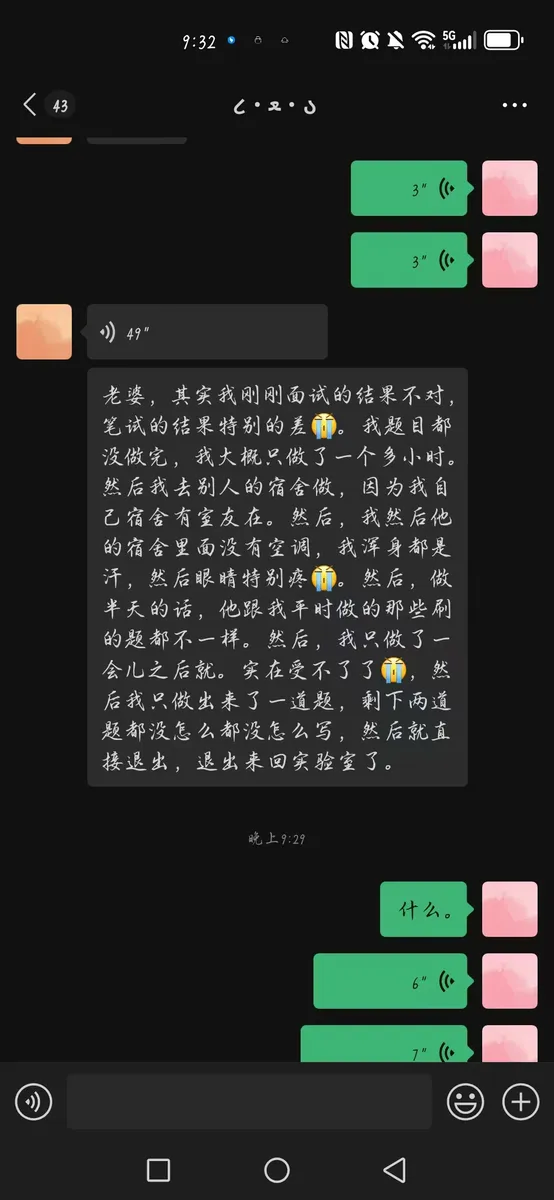 9:32
5G
43
3"
3"
49"
老婆，其实我刚刚面试的结果不对，
笔试的结果特别的差😭。我题目都
没做完，我大概只做了一个多小时。
然后我去别人的宿舍做，因为我自
己宿舍有室友在。然后，我然后他
的宿舍里面没有空调，我浑身都是
汗，然后眼睛特别疼😭。然后，做
半天的话，他跟我平时做的那些刷
的题都不一样。然后，我只做了一
会儿之后就。实在受不了了😭，然
后我只做出来了一道题，剩下两道
题都没怎么都没怎么写，然后就直
接退出，退出来回实验室了。
晚上9:29
什么。
6"
7"